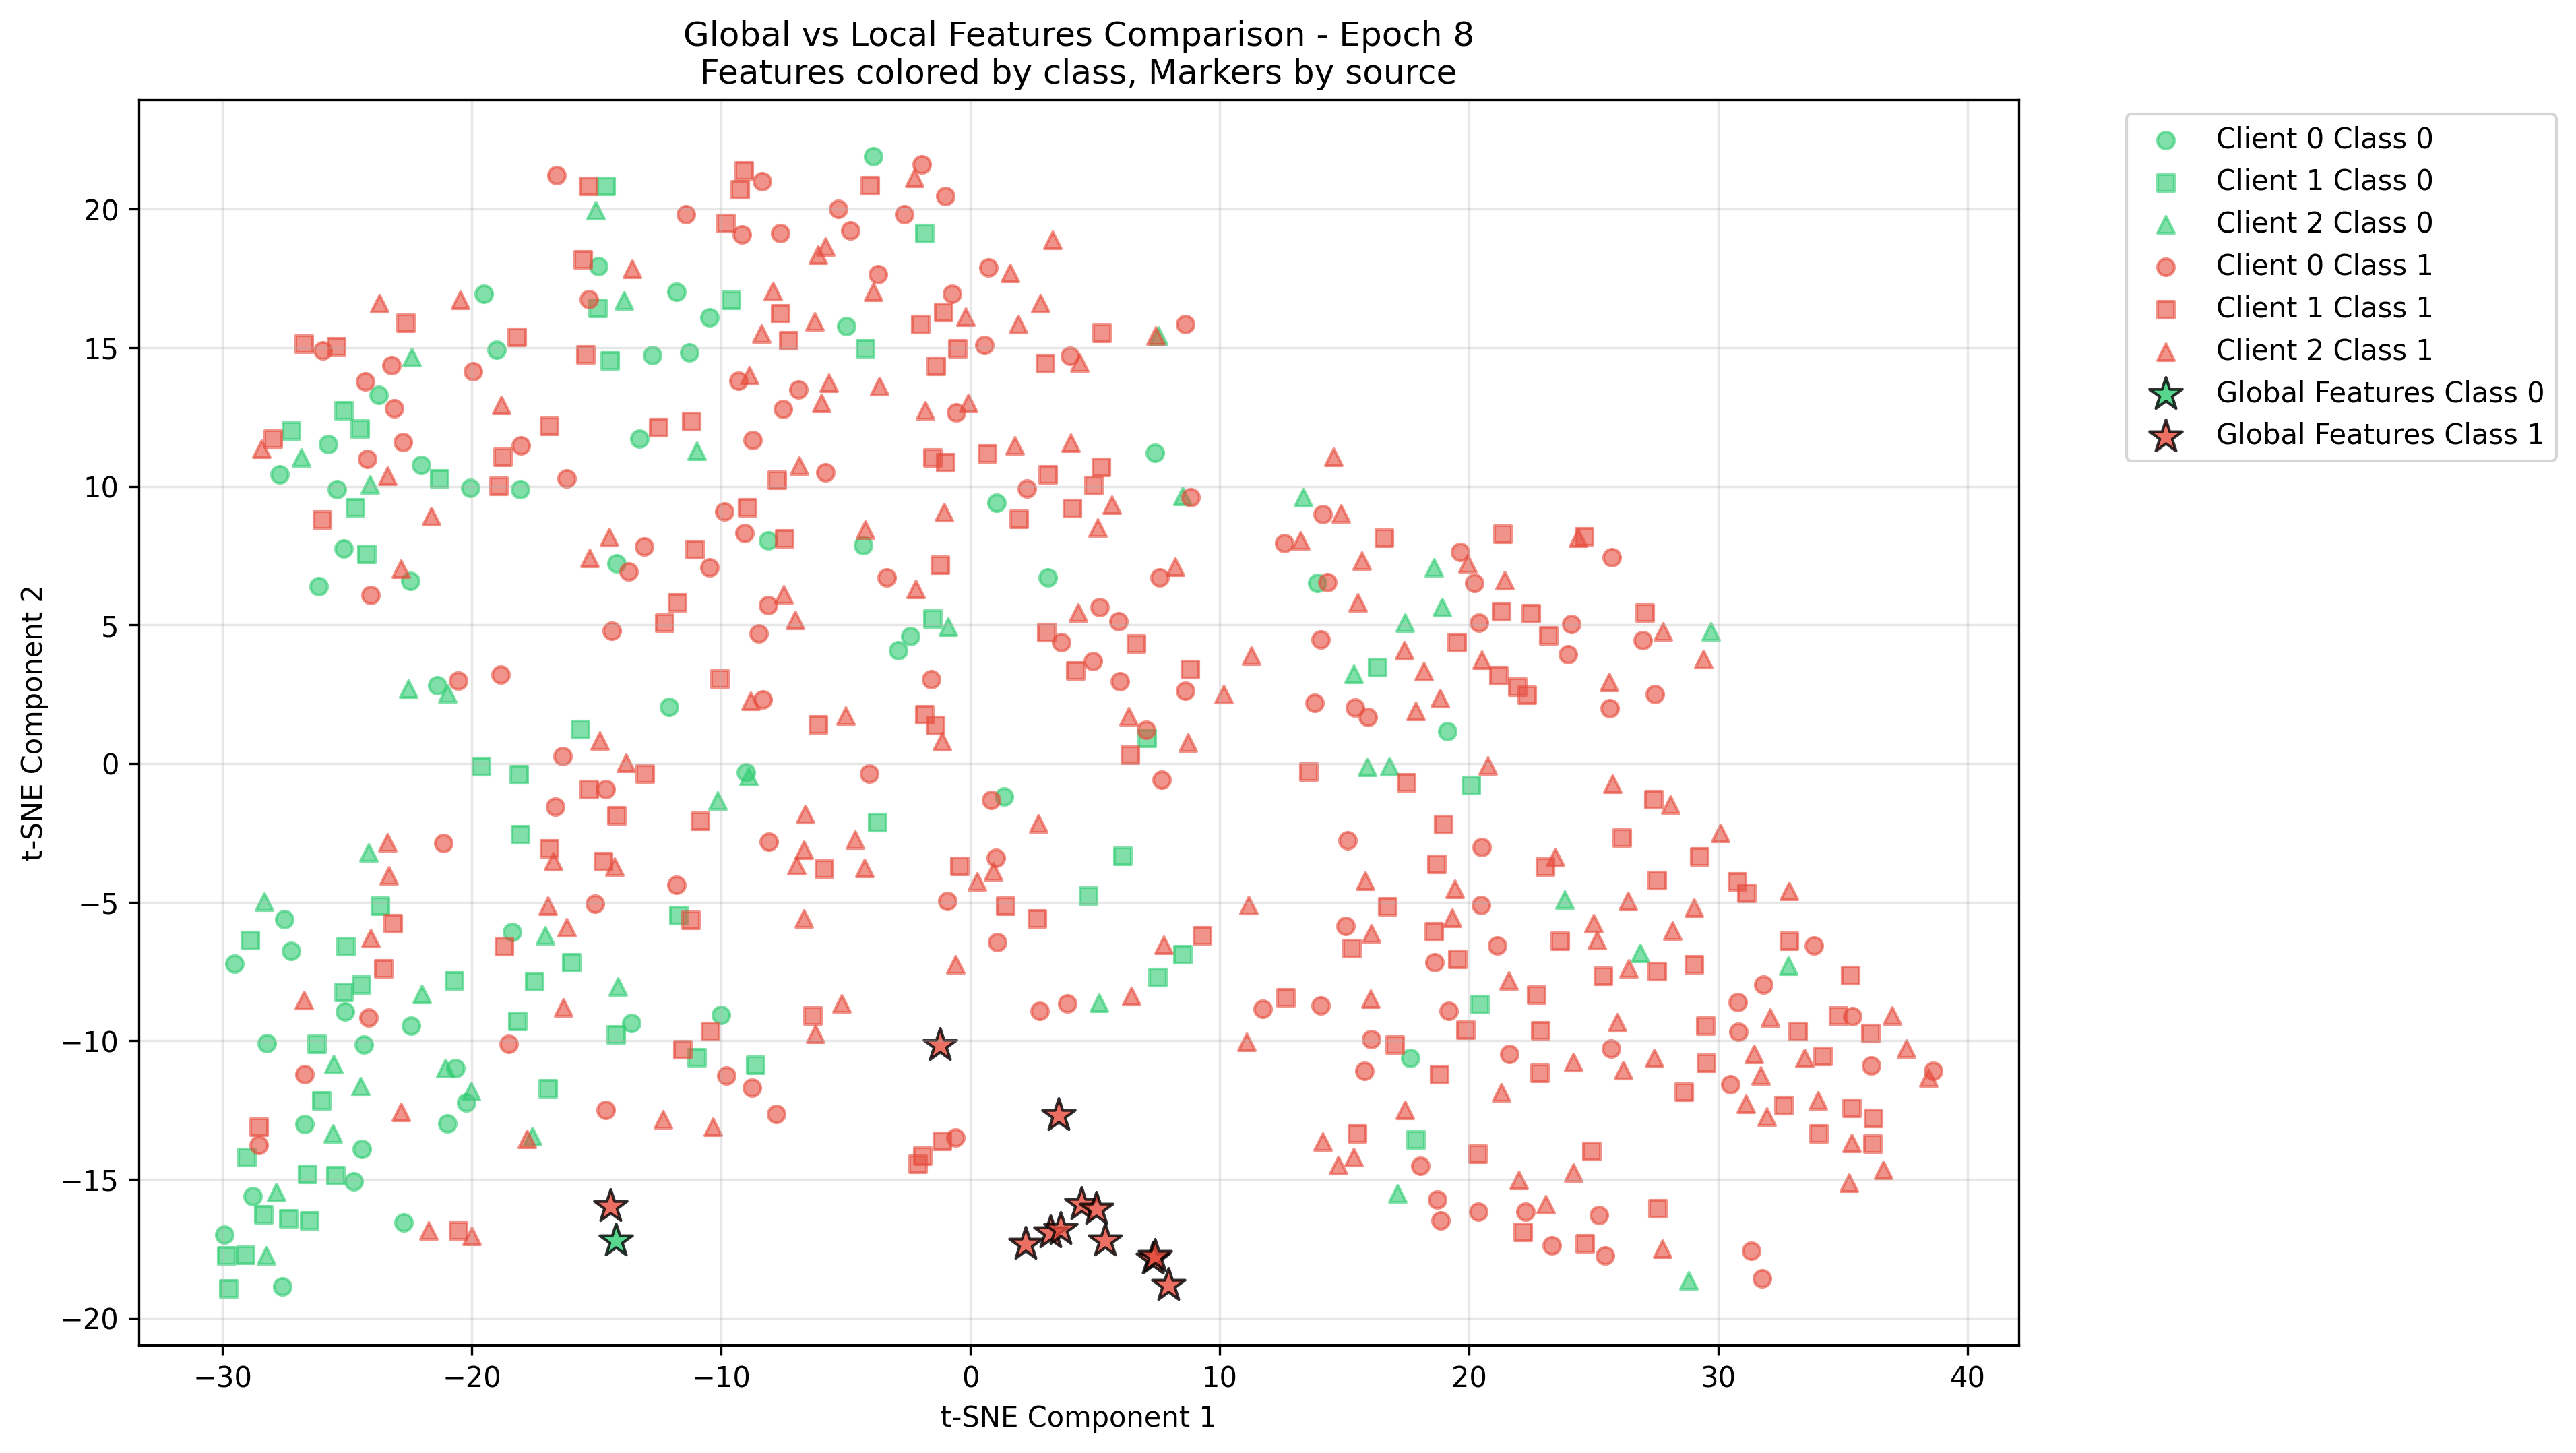 Global vs Local Features Comparison - Epoch 8
Features colored by class, Markers by source
Client 0 Class 0
Client 1 Class 0
Client 2 Class 0
Client 0 Class 1
Client 1 Class 1
Client 2 Class 1
Global Features Class 0
Global Features Class 1
t-SNE Component 2
20
15
10
5
0
−5
−10
−15
−20
−30
−20
−10
0
10
20
30
40
t-SNE Component 1